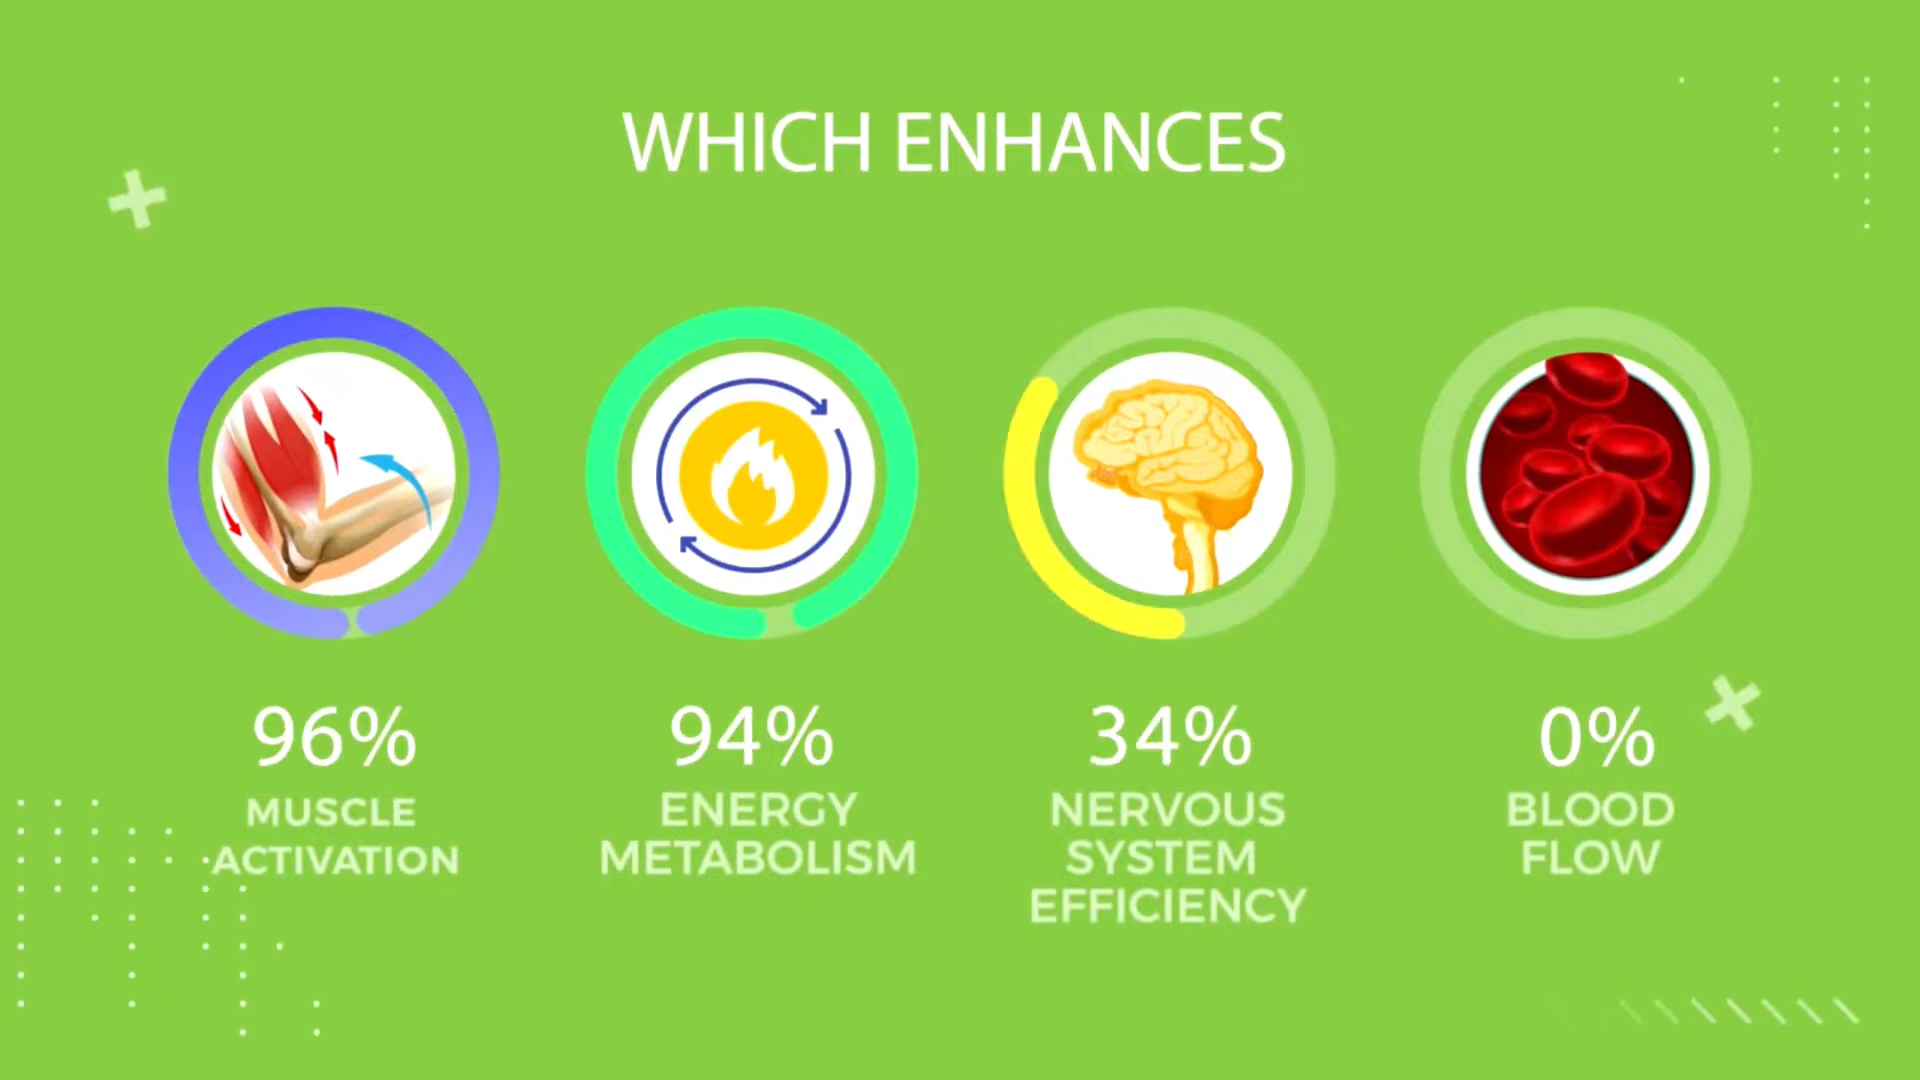 WHICH ENHANCES
96%
MUSCLE
ACTIVATION
94%
ENERGY
METABOLISM
34%
NERVOUS
SYSTEM
EFFICIENCY
0%
BLOOD
FLOW